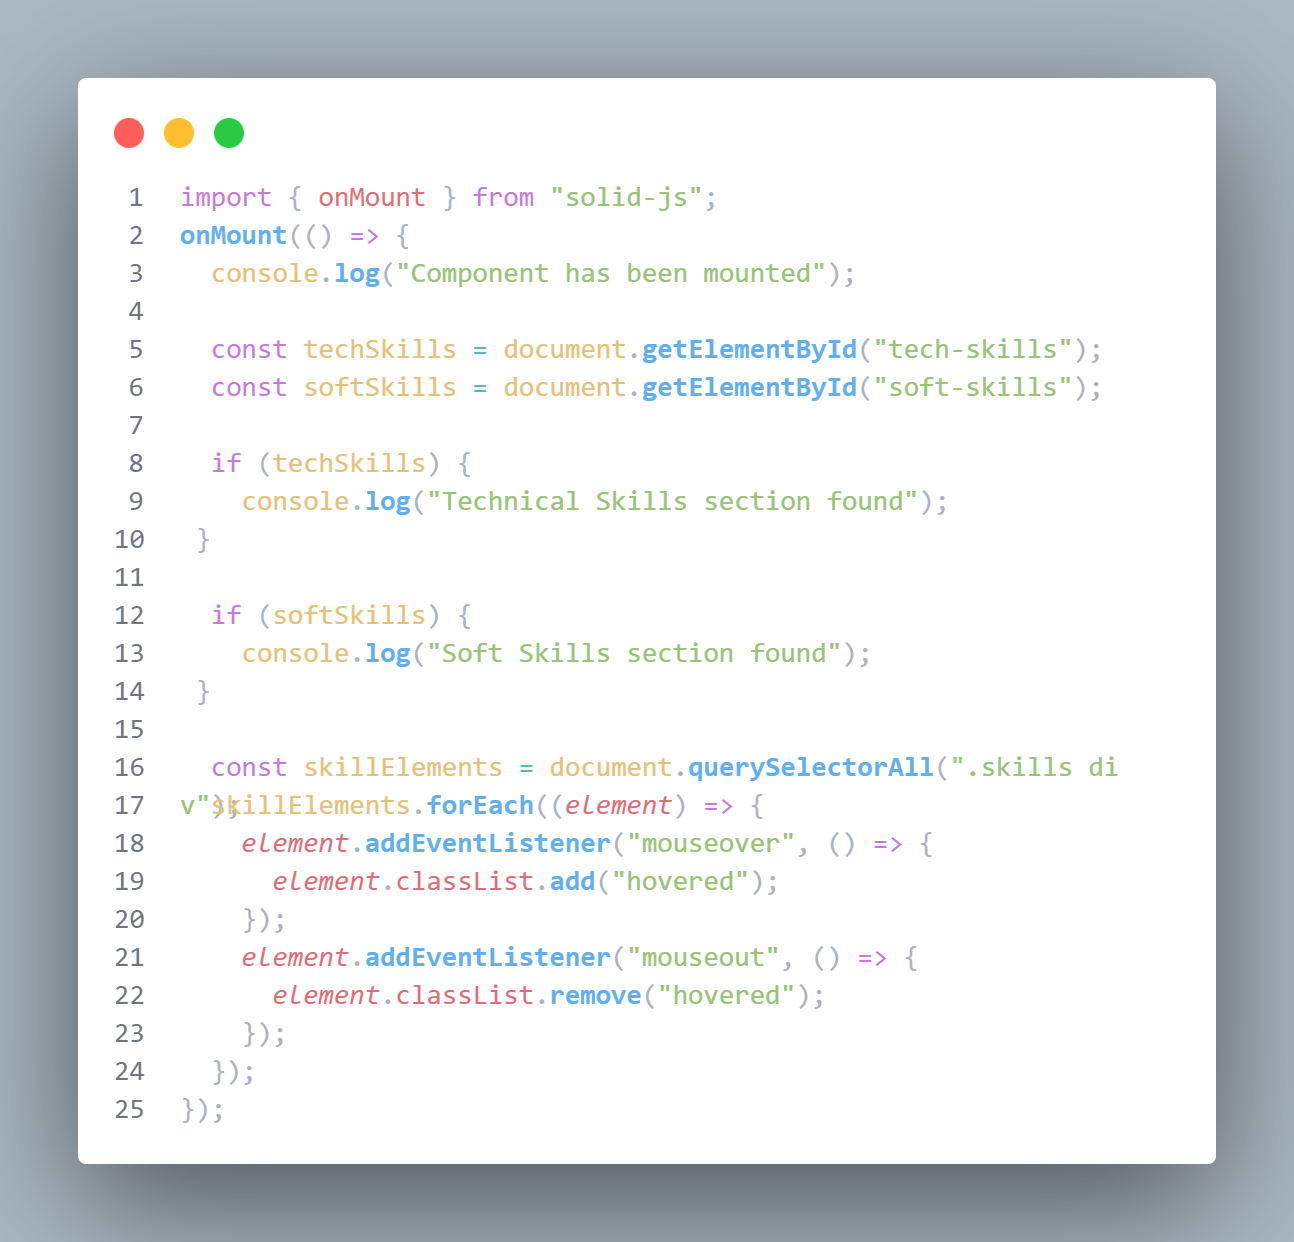 1 import { onMount } from "solid-js";
2 onMount(() => {
3   console.log("Component has been mounted");
4
5   const techSkills = document.getElementById("tech-skills");
6   const softSkills = document.getElementById("soft-skills");
7
8   if (techSkills) {
9     console.log("Technical Skills section found");
10  }
11
12   if (softSkills) {
13     console.log("Soft Skills section found");
14  }
15
16   const skillElements = document.querySelectorAll(".skills di
v");
17   skillElements.forEach((element) => {
18     element.addEventListener("mouseover", () => {
19       element.classList.add("hovered");
20     });
21     element.addEventListener("mouseout", () => {
22       element.classList.remove("hovered");
23     });
24   });
25 });